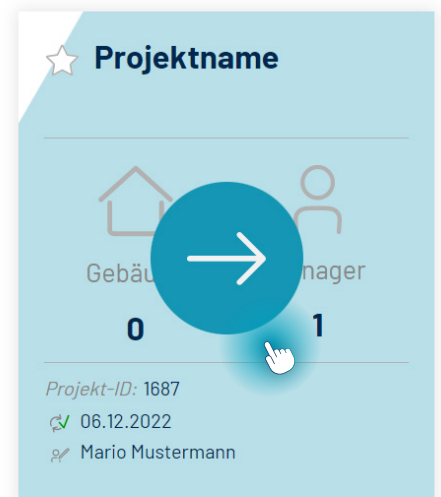 Projektname
Gebäu nager
0 1
Projekt-ID: 1687
06.12.2022
Mario Mustermann